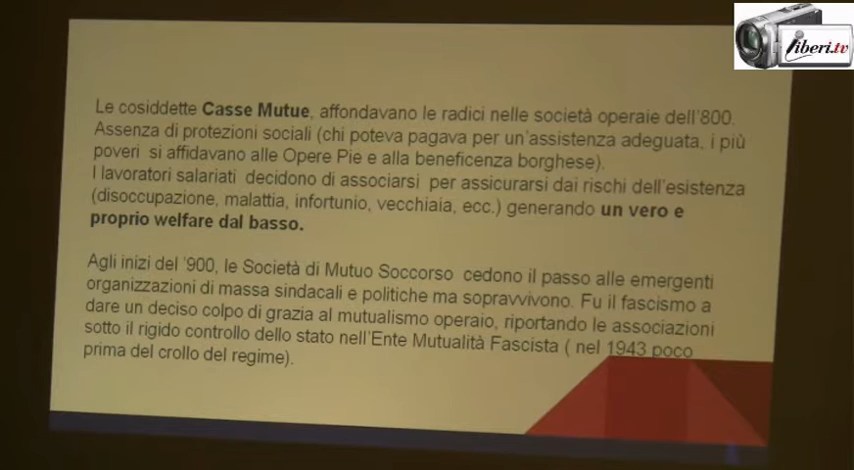 liberi.tv
Le cosiddette Casse Mutue, affondavano le radici nelle società operaie dell'800.
Assenza di protezioni sociali (chi poteva pagava per un'assistenza adeguata, i più
poveri si affidavano alle Opere Pie e alla beneficenza borghese).
I lavoratori salariati decidono di associarsi per assicurarsi dai rischi dell'esistenza
(disoccupazione, malattia, infortunio, vecchiaia, ecc.) generando un vero e
proprio welfare dal basso.
Agli inizi del '900, le Società di Mutuo Soccorso cedono il passo alle emergenti
organizzazioni di massa sindacali e politiche ma sopravvivono. Fu il fascismo a
dare un deciso colpo di grazia al mutualismo operaio, riportando le associazioni
sotto il rigido controllo dello stato nell'Ente Mutualità Fascista ( nel 1943 poco
prima del crollo del regime).